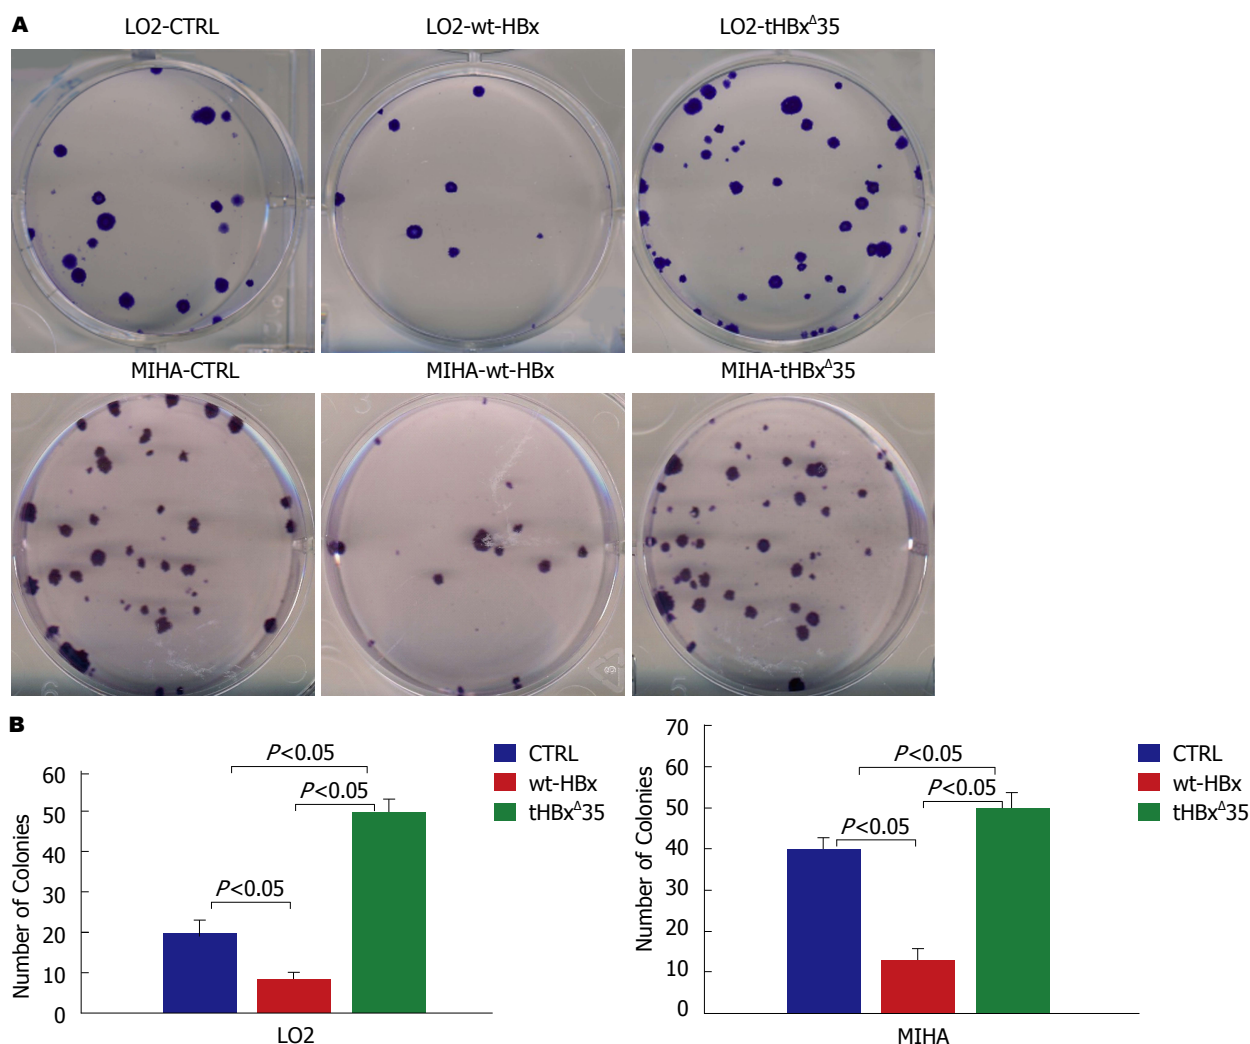 A
LO2-CTRL
LO2-wt-HBx
LO2-tHBxΔ35
MIHA-CTRL
MIHA-wt-HBx
MIHA-tHBxΔ35
B
Number of Colonies
60
50
40
30
20
10
0
P<0.05
P<0.05
P<0.05
LO2
CTRL
wt-HBx
tHBxΔ35
Number of Colonies
70
60
50
40
30
20
10
0
P<0.05
P<0.05
P<0.05
MIHA
CTRL
wt-HBx
tHBxΔ35